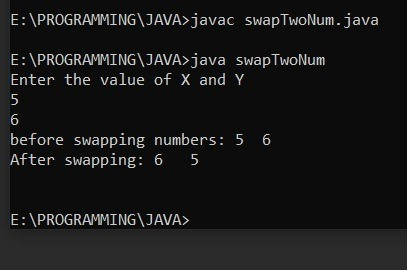 E:\PROGRAMMING\JAVA>javac swapTwoNum.java
E:\PROGRAMMING\JAVA>java swapTwoNum
Enter the value of X and Y
5
6
before swapping numbers: 5  6
After swapping: 6   5
E:\PROGRAMMING\JAVA>